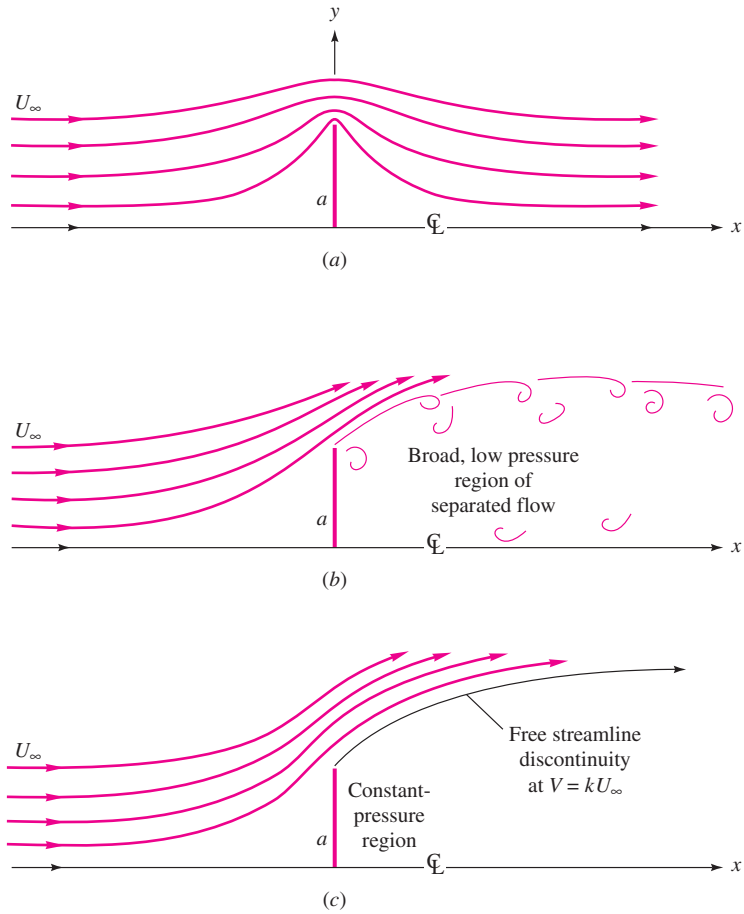 y
U∞
a
℄
x
(a)
U∞
Broad, low pressure
region of
separated flow
a
℄
x
(b)
U∞
Free streamline
discontinuity
at V = kU∞
Constant-
pressure
region
a
℄
x
(c)